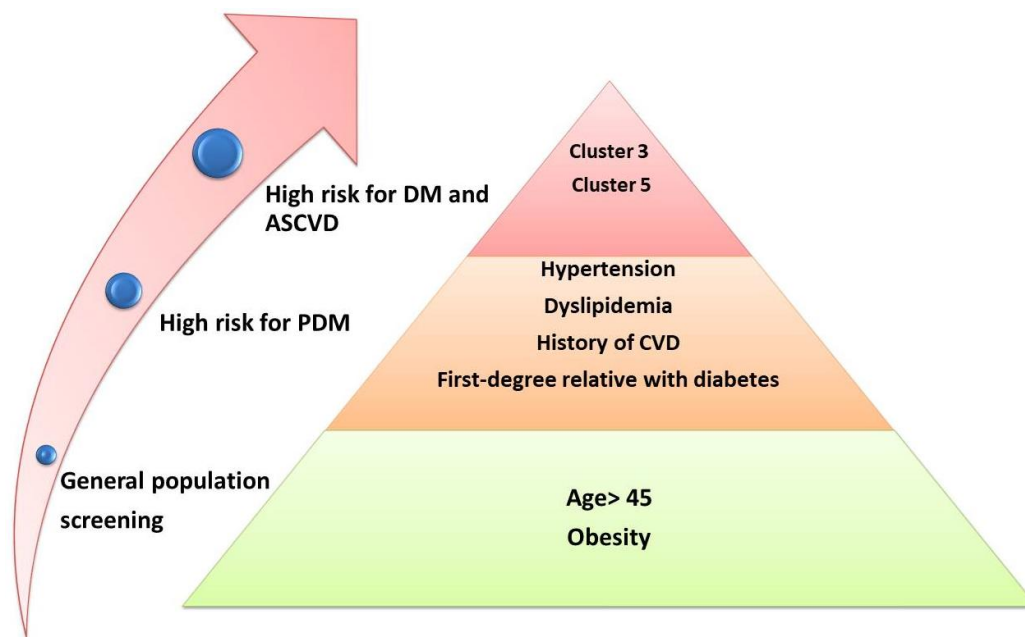 Cluster 3
Cluster 5
High risk for DM and
ASCVD
Hypertension
Dyslipidemia
History of CVD
First-degree relative with diabetes
High risk for PDM
General population
screening
Age> 45
Obesity